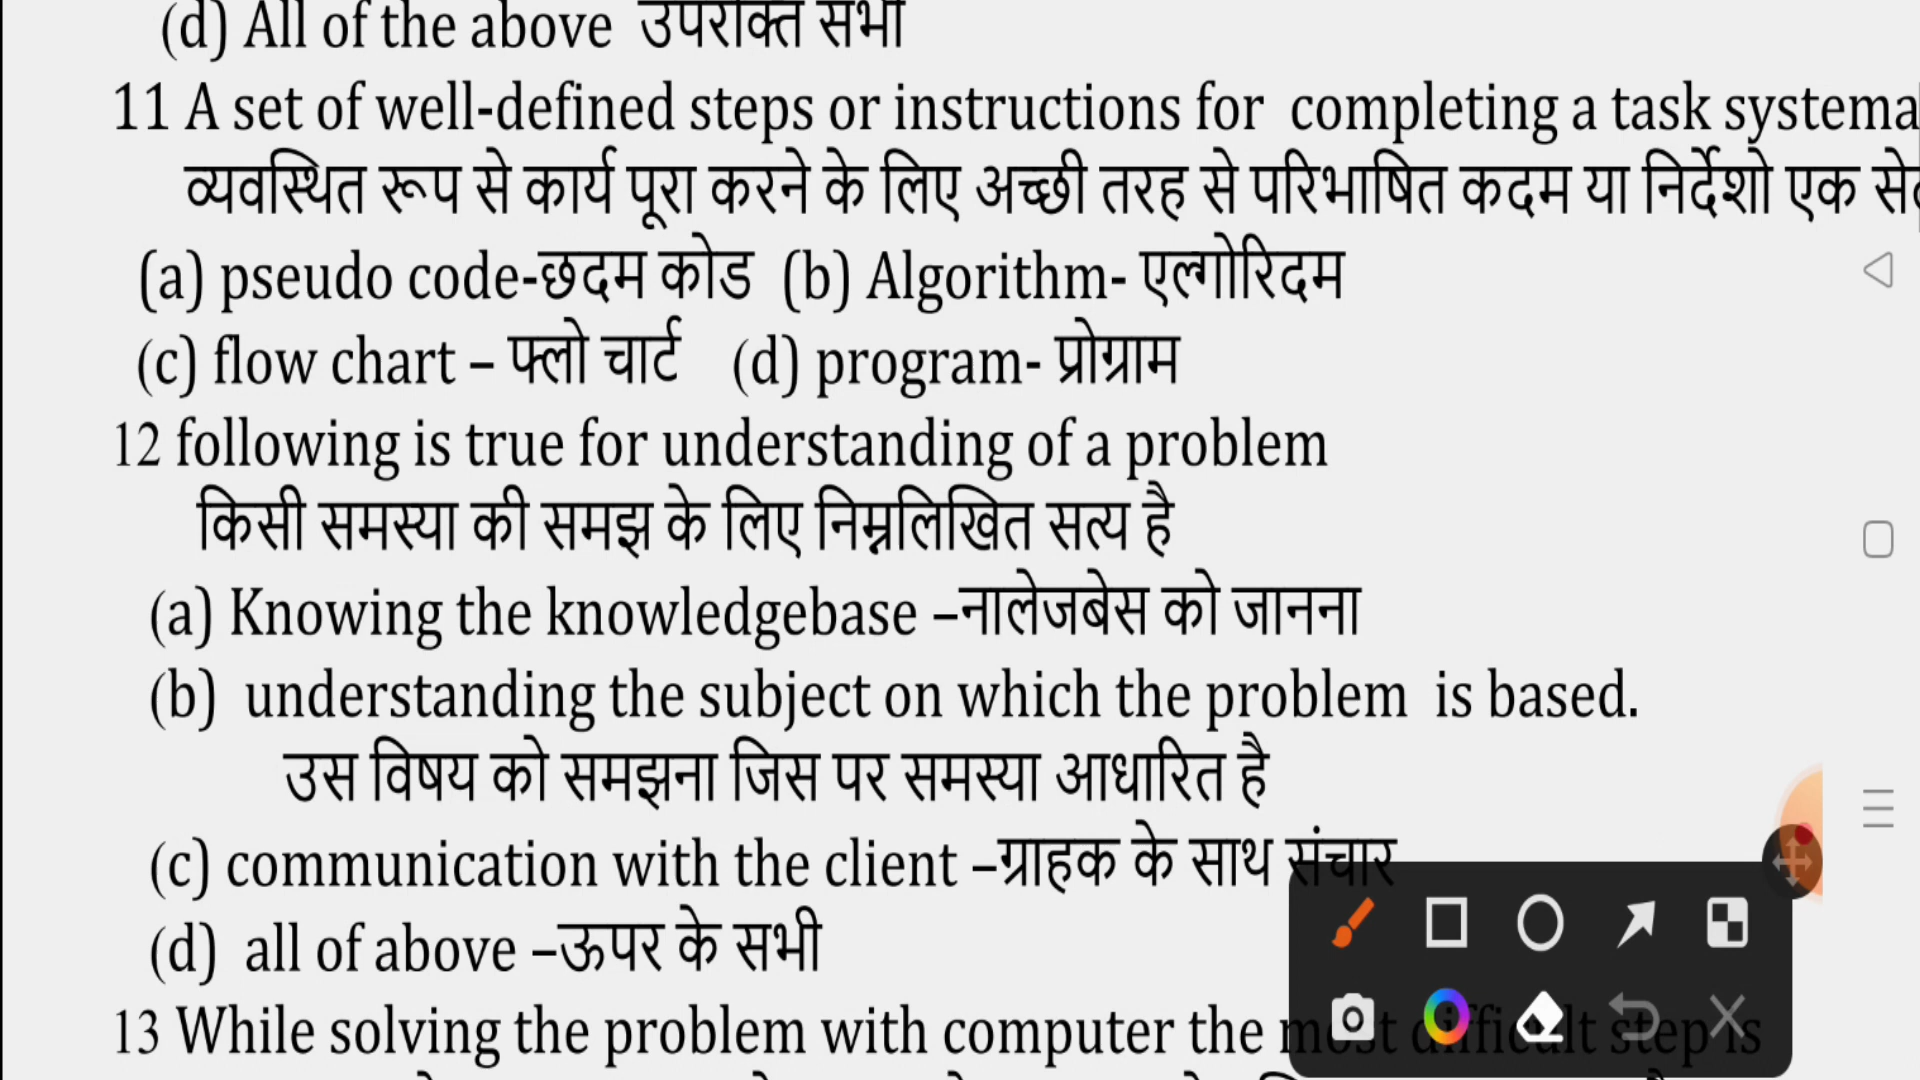 (d) All of the above उपरोक्त सभी
11 A set of well-defined steps or instructions for completing a task
व्यवस्थित रूप से कार्य पूरा करने के लिए अच्छी तरह से परिभाषित कदम या निर्देशो एक
(a) pseudo code-छदम कोड (b) Algorithm- एल्गोरिदम
(c) flow chart – फ्लो चार्ट (d) program- प्रोग्राम
12 following is true for understanding of a problem
किसी समस्या की समझ के लिए निम्नलिखित सत्य है
(a) Knowing the knowledgebase –नालेजबेस को जानना
(b) understanding the subject on which the problem is based.
उस विषय को समझना जिस पर समस्या आधारित है
(c) communication with the client –ग्राहक के साथ संचार
(d) all of above –ऊपर के सभी
13 While solving the problem with computer the most difficult step is